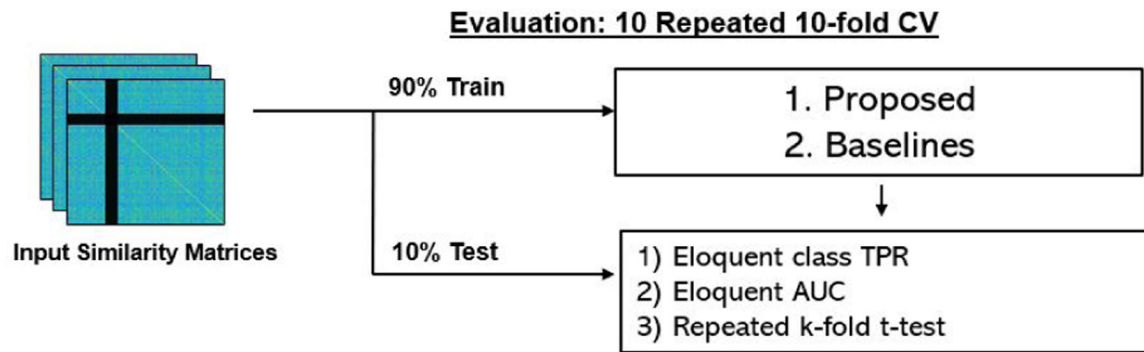 Evaluation: 10 Repeated 10-fold CV
90% Train
1. Proposed
2. Baselines
Input Similarity Matrices
10% Test
1) Eloquent class TPR
2) Eloquent AUC
3) Repeated k-fold t-test